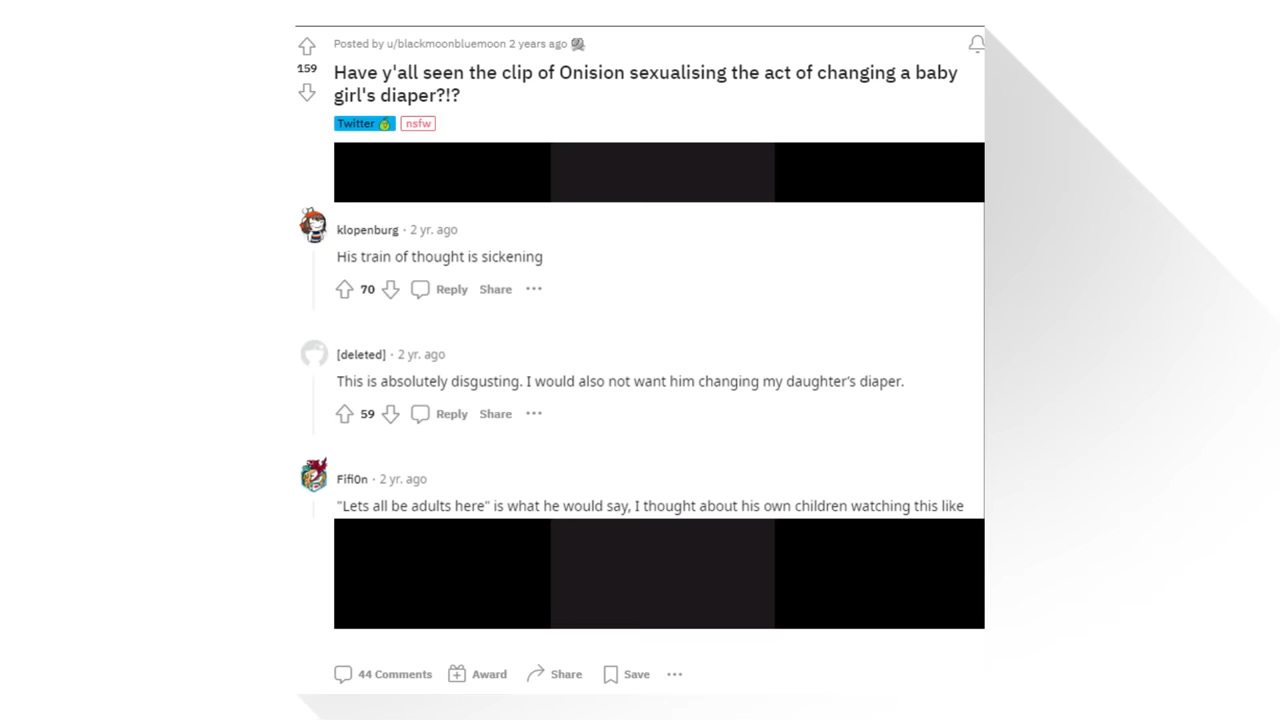 Posted by u/blackmoonbluemoon 2 years ago
159
Have y'all seen the clip of Onision sexualising the act of changing a baby
girl's diaper?!?
Twitter nsfw
klopenburg · 2 yr. ago
His train of thought is sickening
70 Reply Share ···
[deleted] · 2 yr. ago
This is absolutely disgusting. I would also not want him changing my daughter's diaper.
59 Reply Share ···
Fifi0n · 2 yr. ago
"Lets all be adults here" is what he would say, I thought about his own children watching this like
44 Comments Award Share Save ···